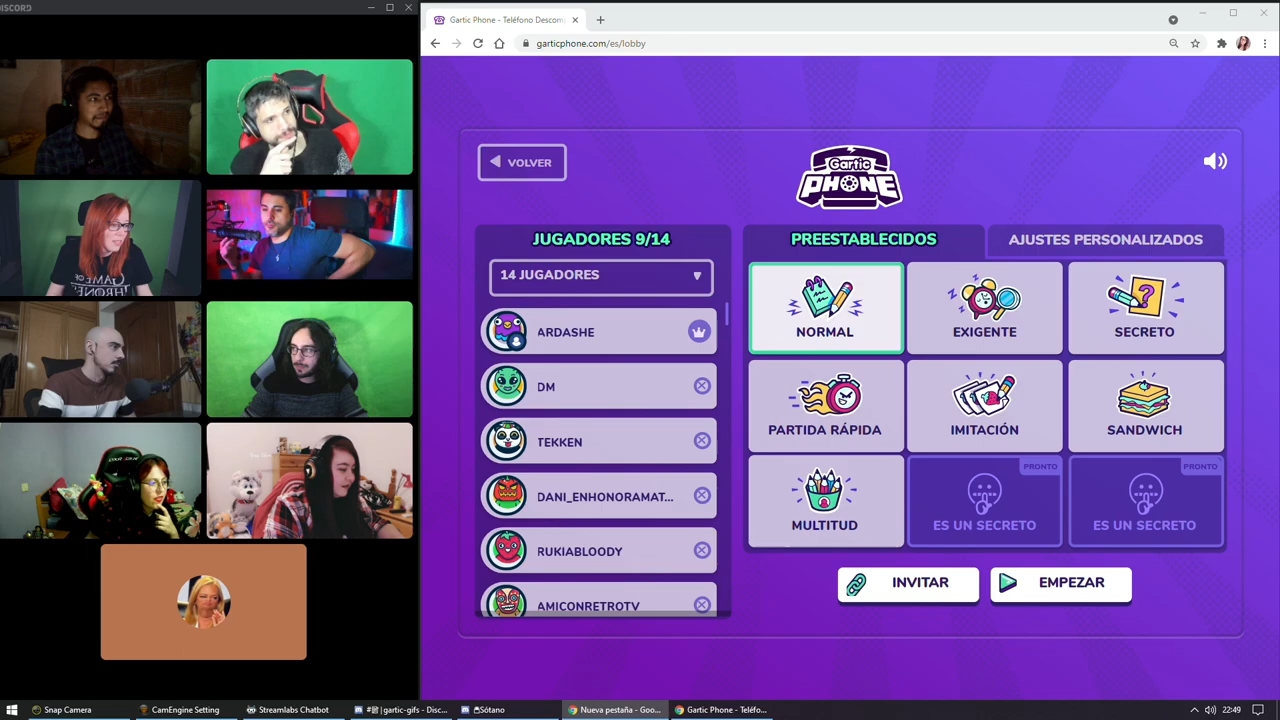 DISCORD
Gartic Phone - Teléfono Descom
garticphone.com/es/lobby
VOLVER
Gartic
PHONE
JUGADORES 9/14
14 JUGADORES
ARDASHE
DM
TEKKEN
DANI_ENHONORAMAT...
RUKIABLOODY
AMICONRETROTV
PREESTABLECIDOS
AJUSTES PERSONALIZADOS
NORMAL
EXIGENTE
SECRETO
PARTIDA RÁPIDA
IMITACIÓN
SANDWICH
MULTITUD
PRONTO
ES UN SECRETO
PRONTO
ES UN SECRETO
INVITAR
EMPEZAR
GAME OF
THRONES
Snap Camera
CamEngine Setting
Streamlabs Chatbot
gartic-gifs - Disc...
Sótano
Nueva pestaña - Goo...
Gartic Phone - Teléfo...
22:49